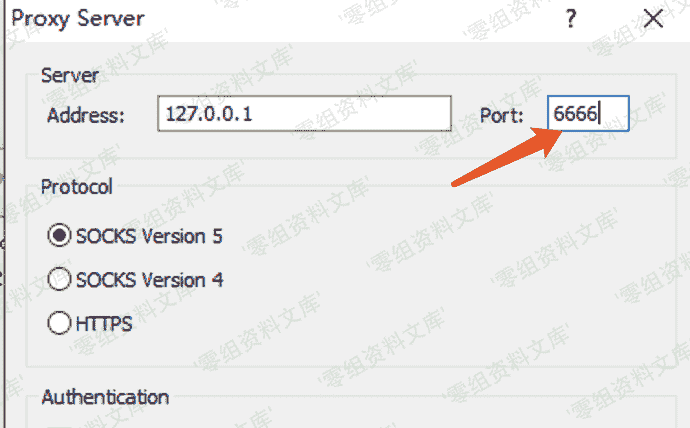 Proxy Server
Server
Address: 127.0.0.1 Port: 6666
Protocol
SOCKS Version 5
SOCKS Version 4
HTTPS
Authentication
'零组资料文库'